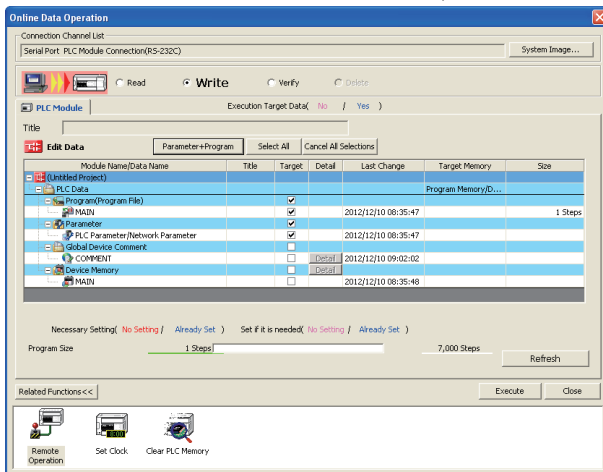 Online Data Operation
Connection Channel List
Serial Port PLC Module Connection(RS-232C)
System Image...
Read Write Verify Delete
PLC Module Execution Target Data( No / Yes )
Title
Edit Data Parameter+Program Select All Cancel All Selections
Module Name/Data Name Title Target Detail Last Change Target Memory Size
(Untitled Project)
PLC Data Program Memory/D...
Program(Program File)
MAIN 2012/12/10 08:35:47 1 Steps
Parameter
PLC Parameter/Network Parameter 2012/12/10 08:35:47
Global Device Comment
COMMENT Detail 2012/12/10 09:02:02
Device Memory Detail
MAIN 2012/12/10 08:35:48
Necessary Setting( No Setting / Already Set ) Set if it is needed( No Setting / Already Set )
Program Size 1 Steps 7,000 Steps
Refresh
Related Functions<< Execute Close
Remote Operation Set Clock Clear PLC Memory